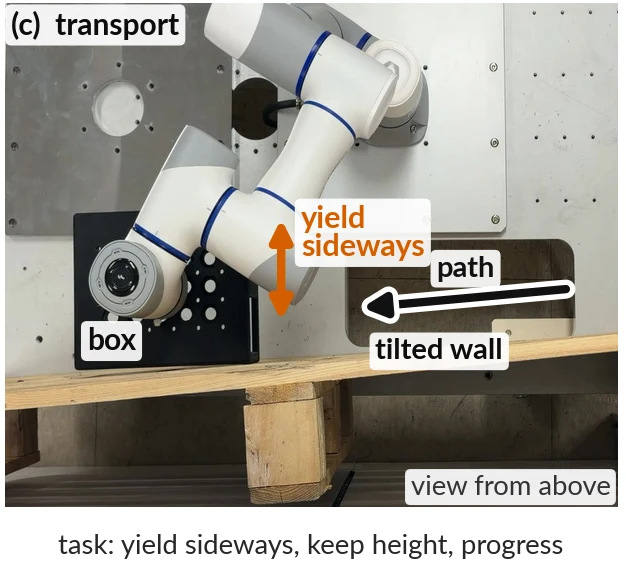 (c) transport
yield
sideways
path
box
tilted wall
view from above
task: yield sideways, keep height, progress